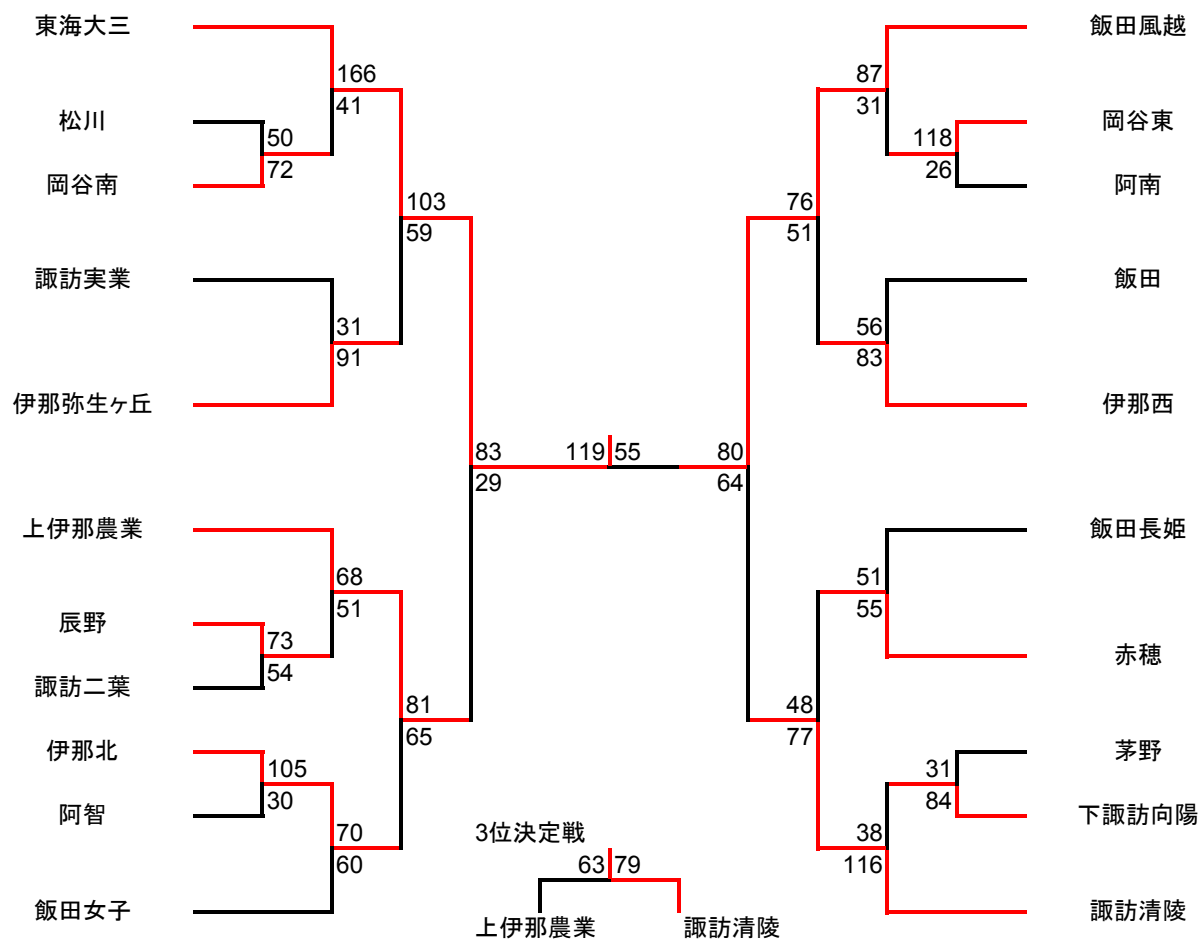 東海大三
166
41
松川
50
72
岡谷南
103
59
諏訪実業
31
91
伊那弥生ヶ丘
83
29
上伊那農業
68
51
辰野
73
54
諏訪二葉
81
65
伊那北
105
30
阿智
70
60
飯田女子
119 55
飯田風越
87
31
岡谷東
118
26
阿南
76
51
飯田
56
83
伊那西
80
64
飯田長姫
51
55
赤穂
48
77
茅野
31
84
下諏訪向陽
38
116
諏訪清陵
3位決定戦
63 79
上伊那農業 諏訪清陵